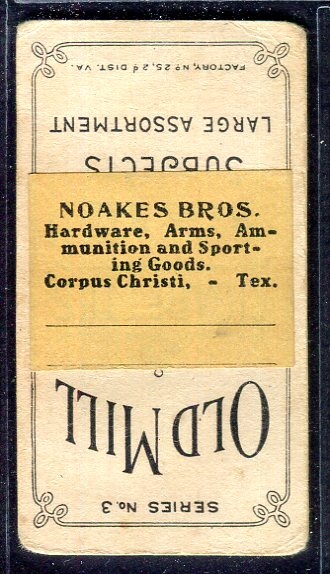 FACTORY, Nº 25, 2ᵈ DIST. VA.
LARGE ASSORTMENT
SUBJECTS
NOAKES BROS.
Hardware, Arms, Am-
munition and Sport-
ing Goods.
Corpus Christi, - Tex.
OLD MILL
SERIES No. 3